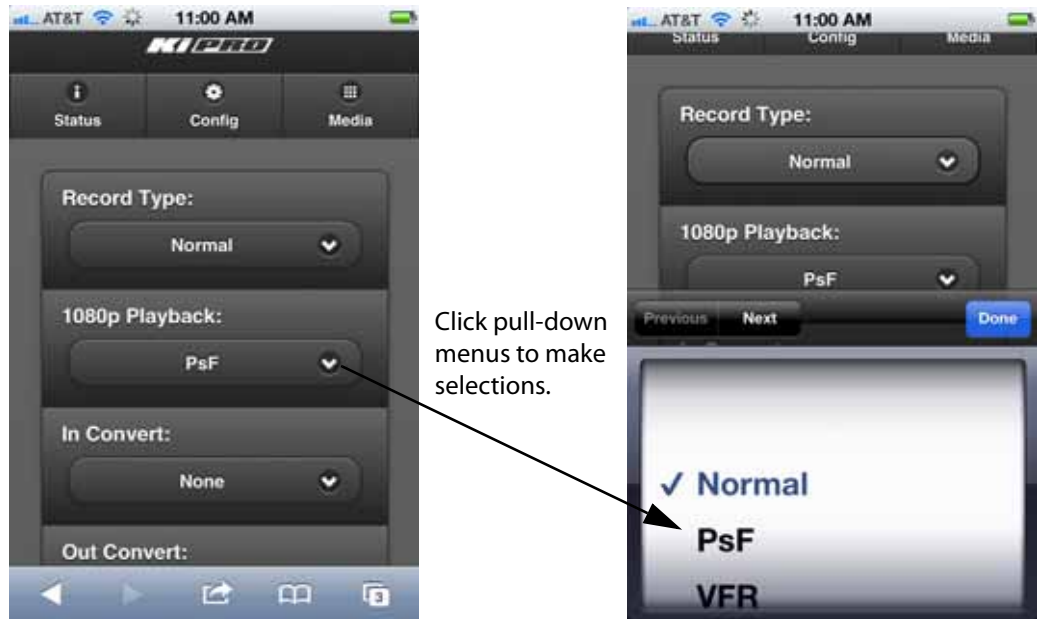 AT&T 11:00 AM
KI PRO
Status Config Media
Record Type:
Normal
1080p Playback:
PsF
In Convert:
None
Out Convert:
3
Click pull-down
menus to make
selections.
AT&T 11:00 AM
Status Config Media
Record Type:
Normal
1080p Playback:
PsF
Previous Next Done
✓ Normal
PsF
VFR